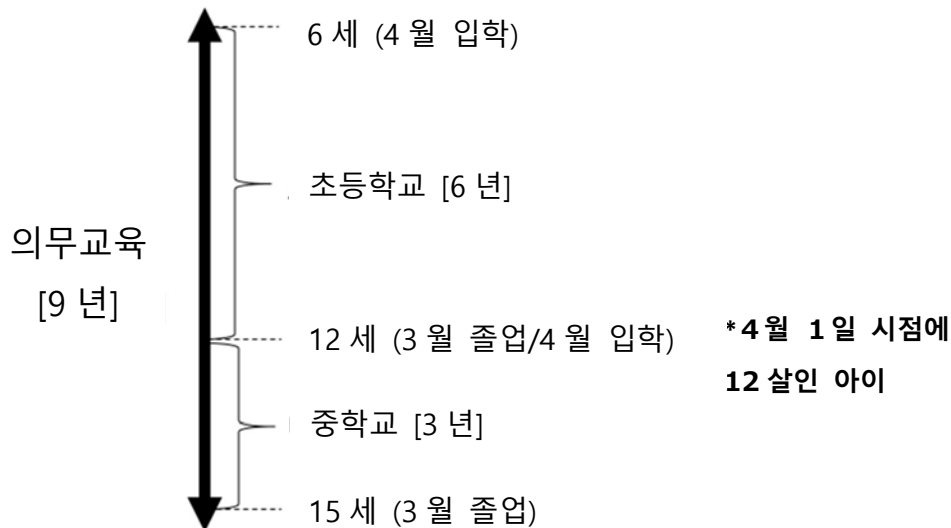 6 세 (4 월 입학)
초등학교 [6 년]
의무교육
[9 년]
12 세 (3 월 졸업/4 월 입학)
*4월 1일 시점에
12 살인 아이
중학교 [3 년]
15 세 (3 월 졸업)